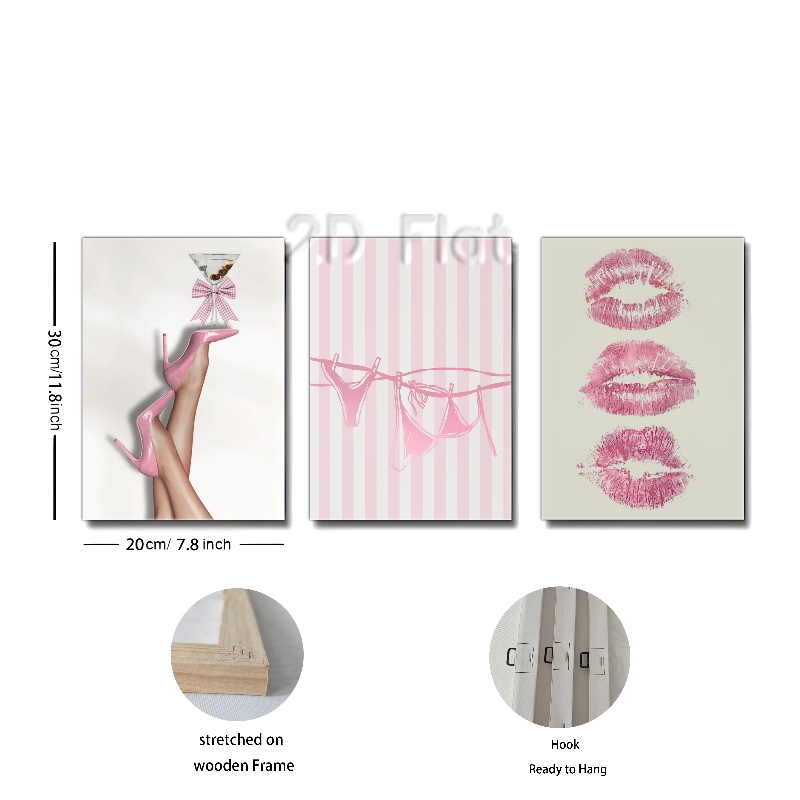 2D Flat
30cm/11.8inch
20cm/ 7.8 inch
stretched on
wooden Frame
Hook
Ready to Hang